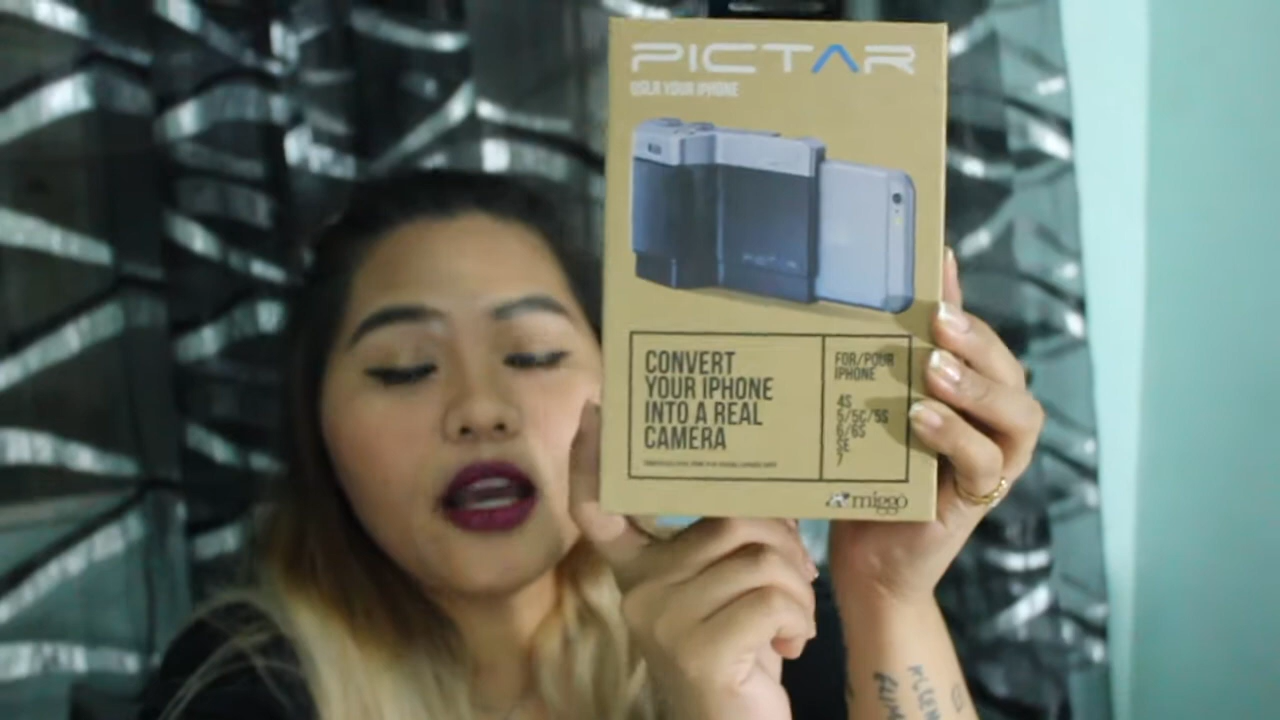 PICTAR
DSLR YOUR IPHONE
CONVERT
YOUR IPHONE
INTO A REAL
CAMERA
FOR/POUR
IPHONE
4S
5/5C/5S
6/6S
SE
7
miggo